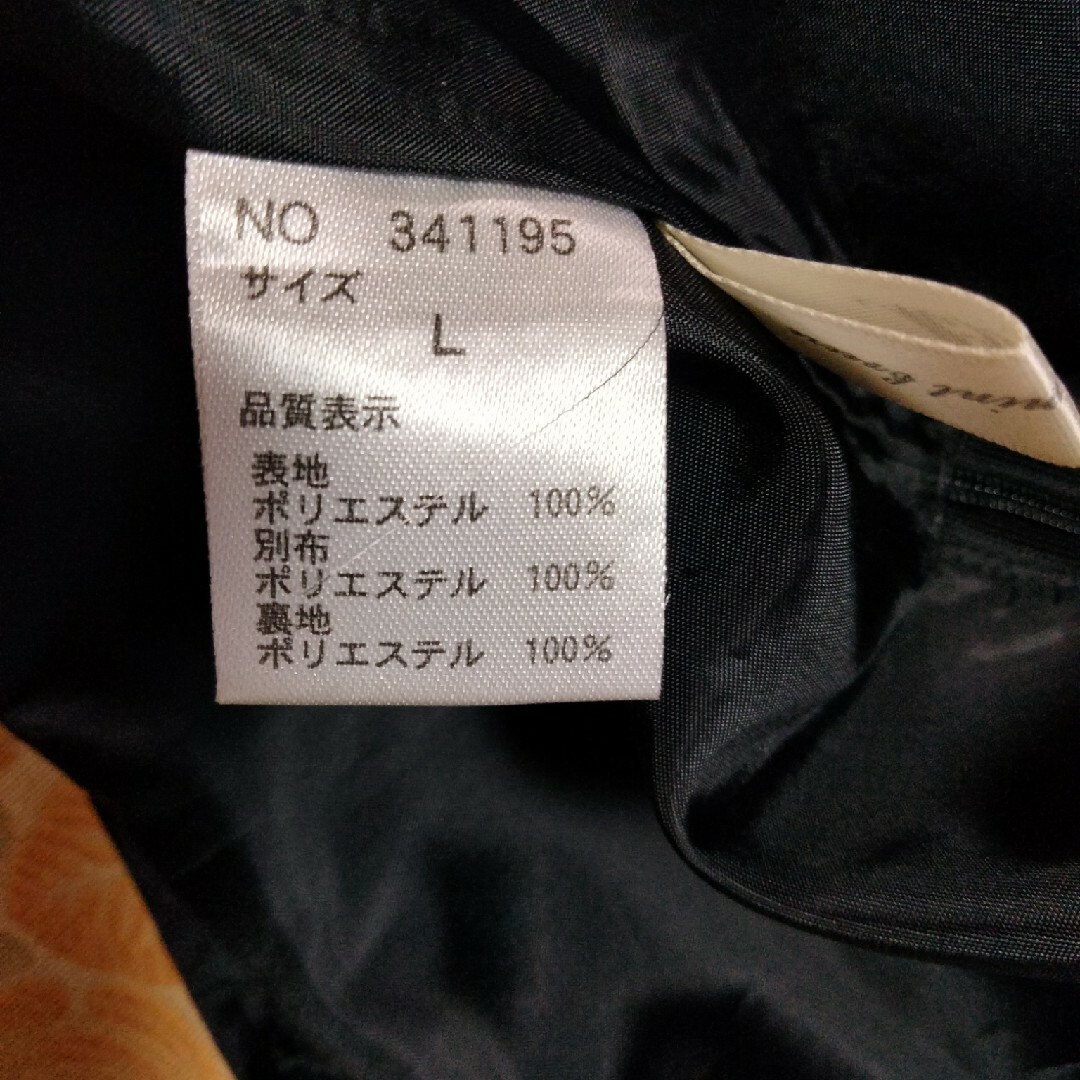 NO 341195
サイズ
L
品質表示
表地
ポリエステル 100%
別布
ポリエステル 100%
裏地
ポリエステル 100%